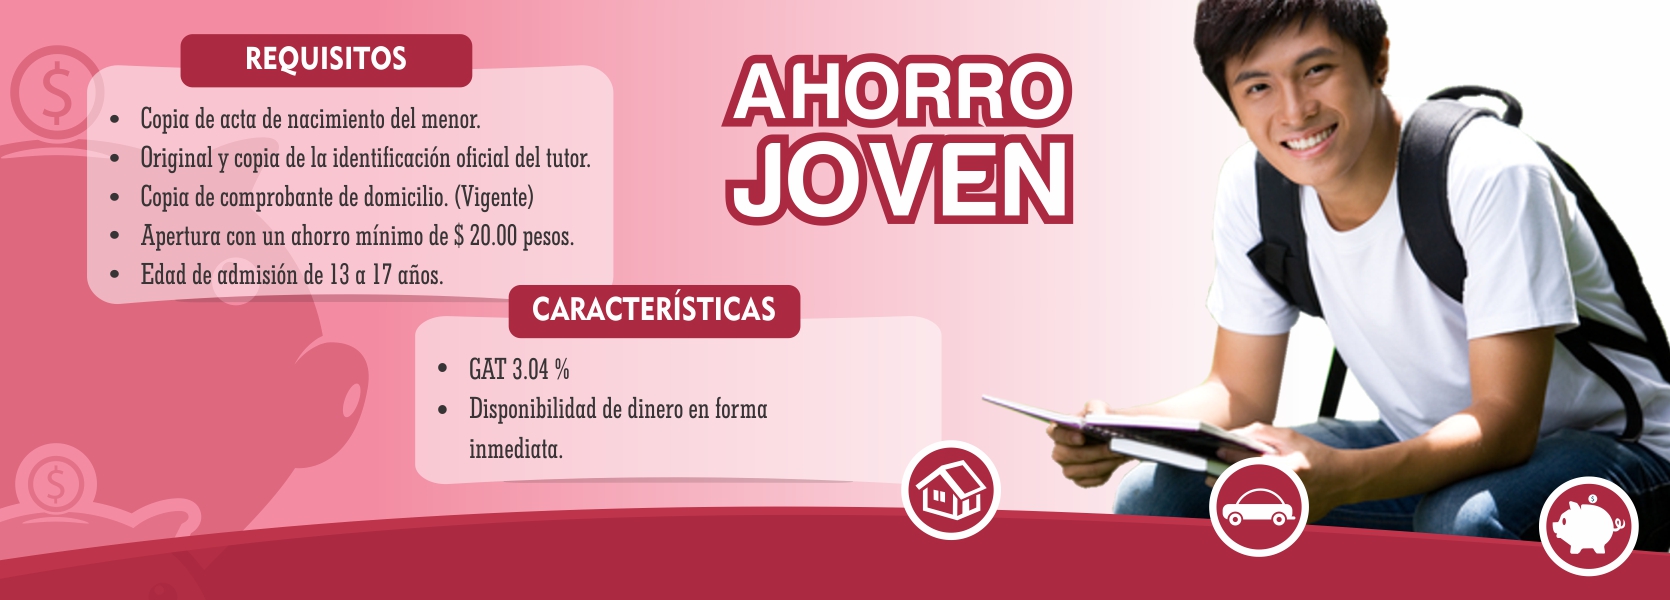 REQUISITOS
• Copia de acta de nacimiento del menor.
• Original y copia de la identificación oficial del tutor.
• Copia de comprobante de domicilio. (Vigente)
• Apertura con un ahorro mínimo de $ 20.00 pesos.
• Edad de admisión de 13 a 17 años.
AHORRO
JOVEN
CARACTERÍSTICAS
• GAT 3.04 %
• Disponibilidad de dinero en forma
inmediata.
$
$
$